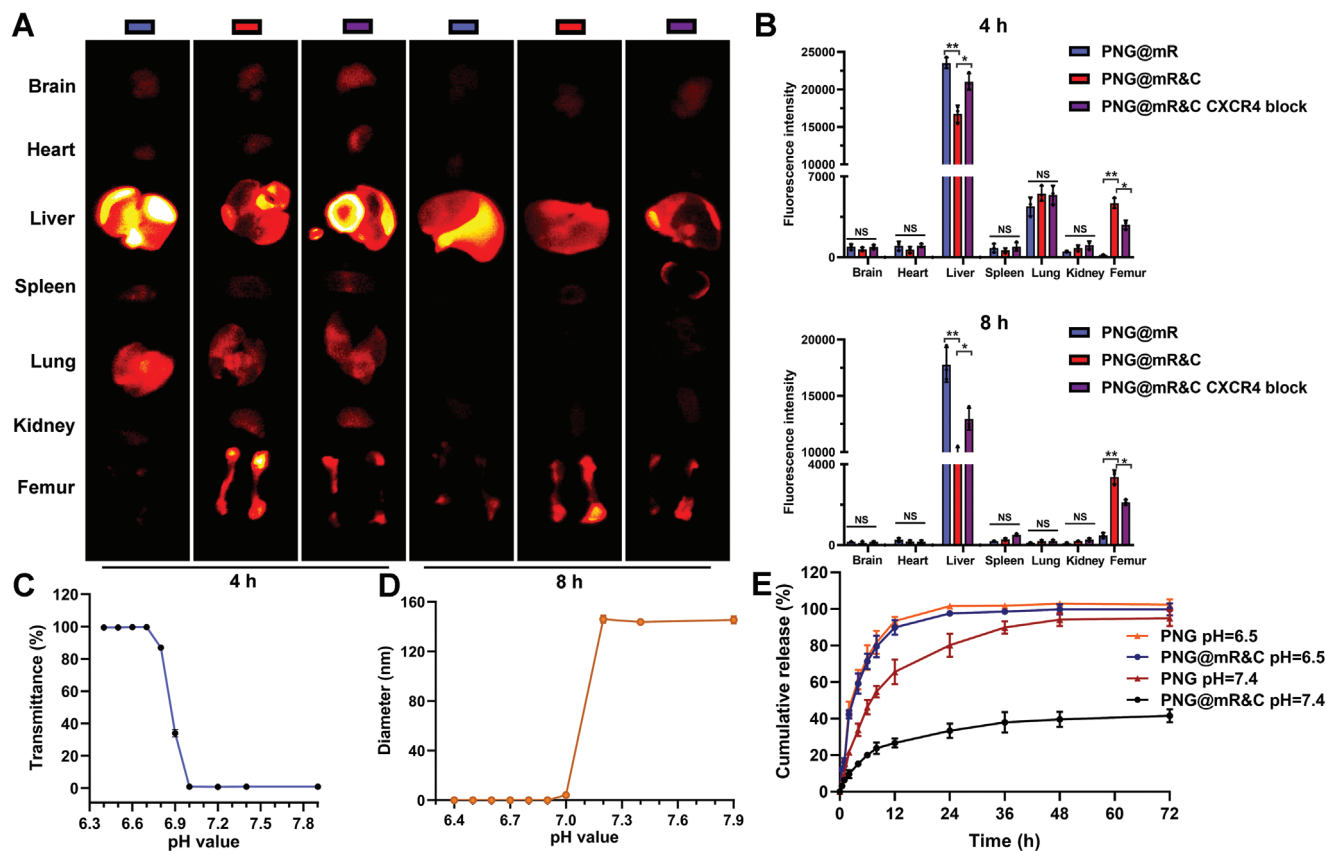 A
Brain
Heart
Liver
Spleen
Lung
Kidney
Femur
4 h
8 h
B
4 h
Fluorescence intensity
25000
20000
15000
10000
7000
0
NS
NS
**
*
NS
NS
NS
**
*
Brain
Heart
Liver
Spleen
Lung
Kidney
Femur
PNG@mR
PNG@mR&C
PNG@mR&C CXCR4 block
8 h
Fluorescence intensity
20000
15000
10000
4000
0
NS
NS
**
*
NS
NS
NS
**
*
Brain
Heart
Liver
Spleen
Lung
Kidney
Femur
PNG@mR
PNG@mR&C
PNG@mR&C CXCR4 block
C
Transmittance (%)
120
100
80
60
40
20
0
6.3
6.6
6.9
7.2
7.5
7.8
pH value
D
Diameter (nm)
160
120
80
40
0
6.4
6.7
7.0
7.3
7.6
7.9
pH value
E
Cumulative release (%)
120
100
80
60
40
20
0
0
12
24
36
48
60
72
Time (h)
PNG pH=6.5
PNG@mR&C pH=6.5
PNG pH=7.4
PNG@mR&C pH=7.4